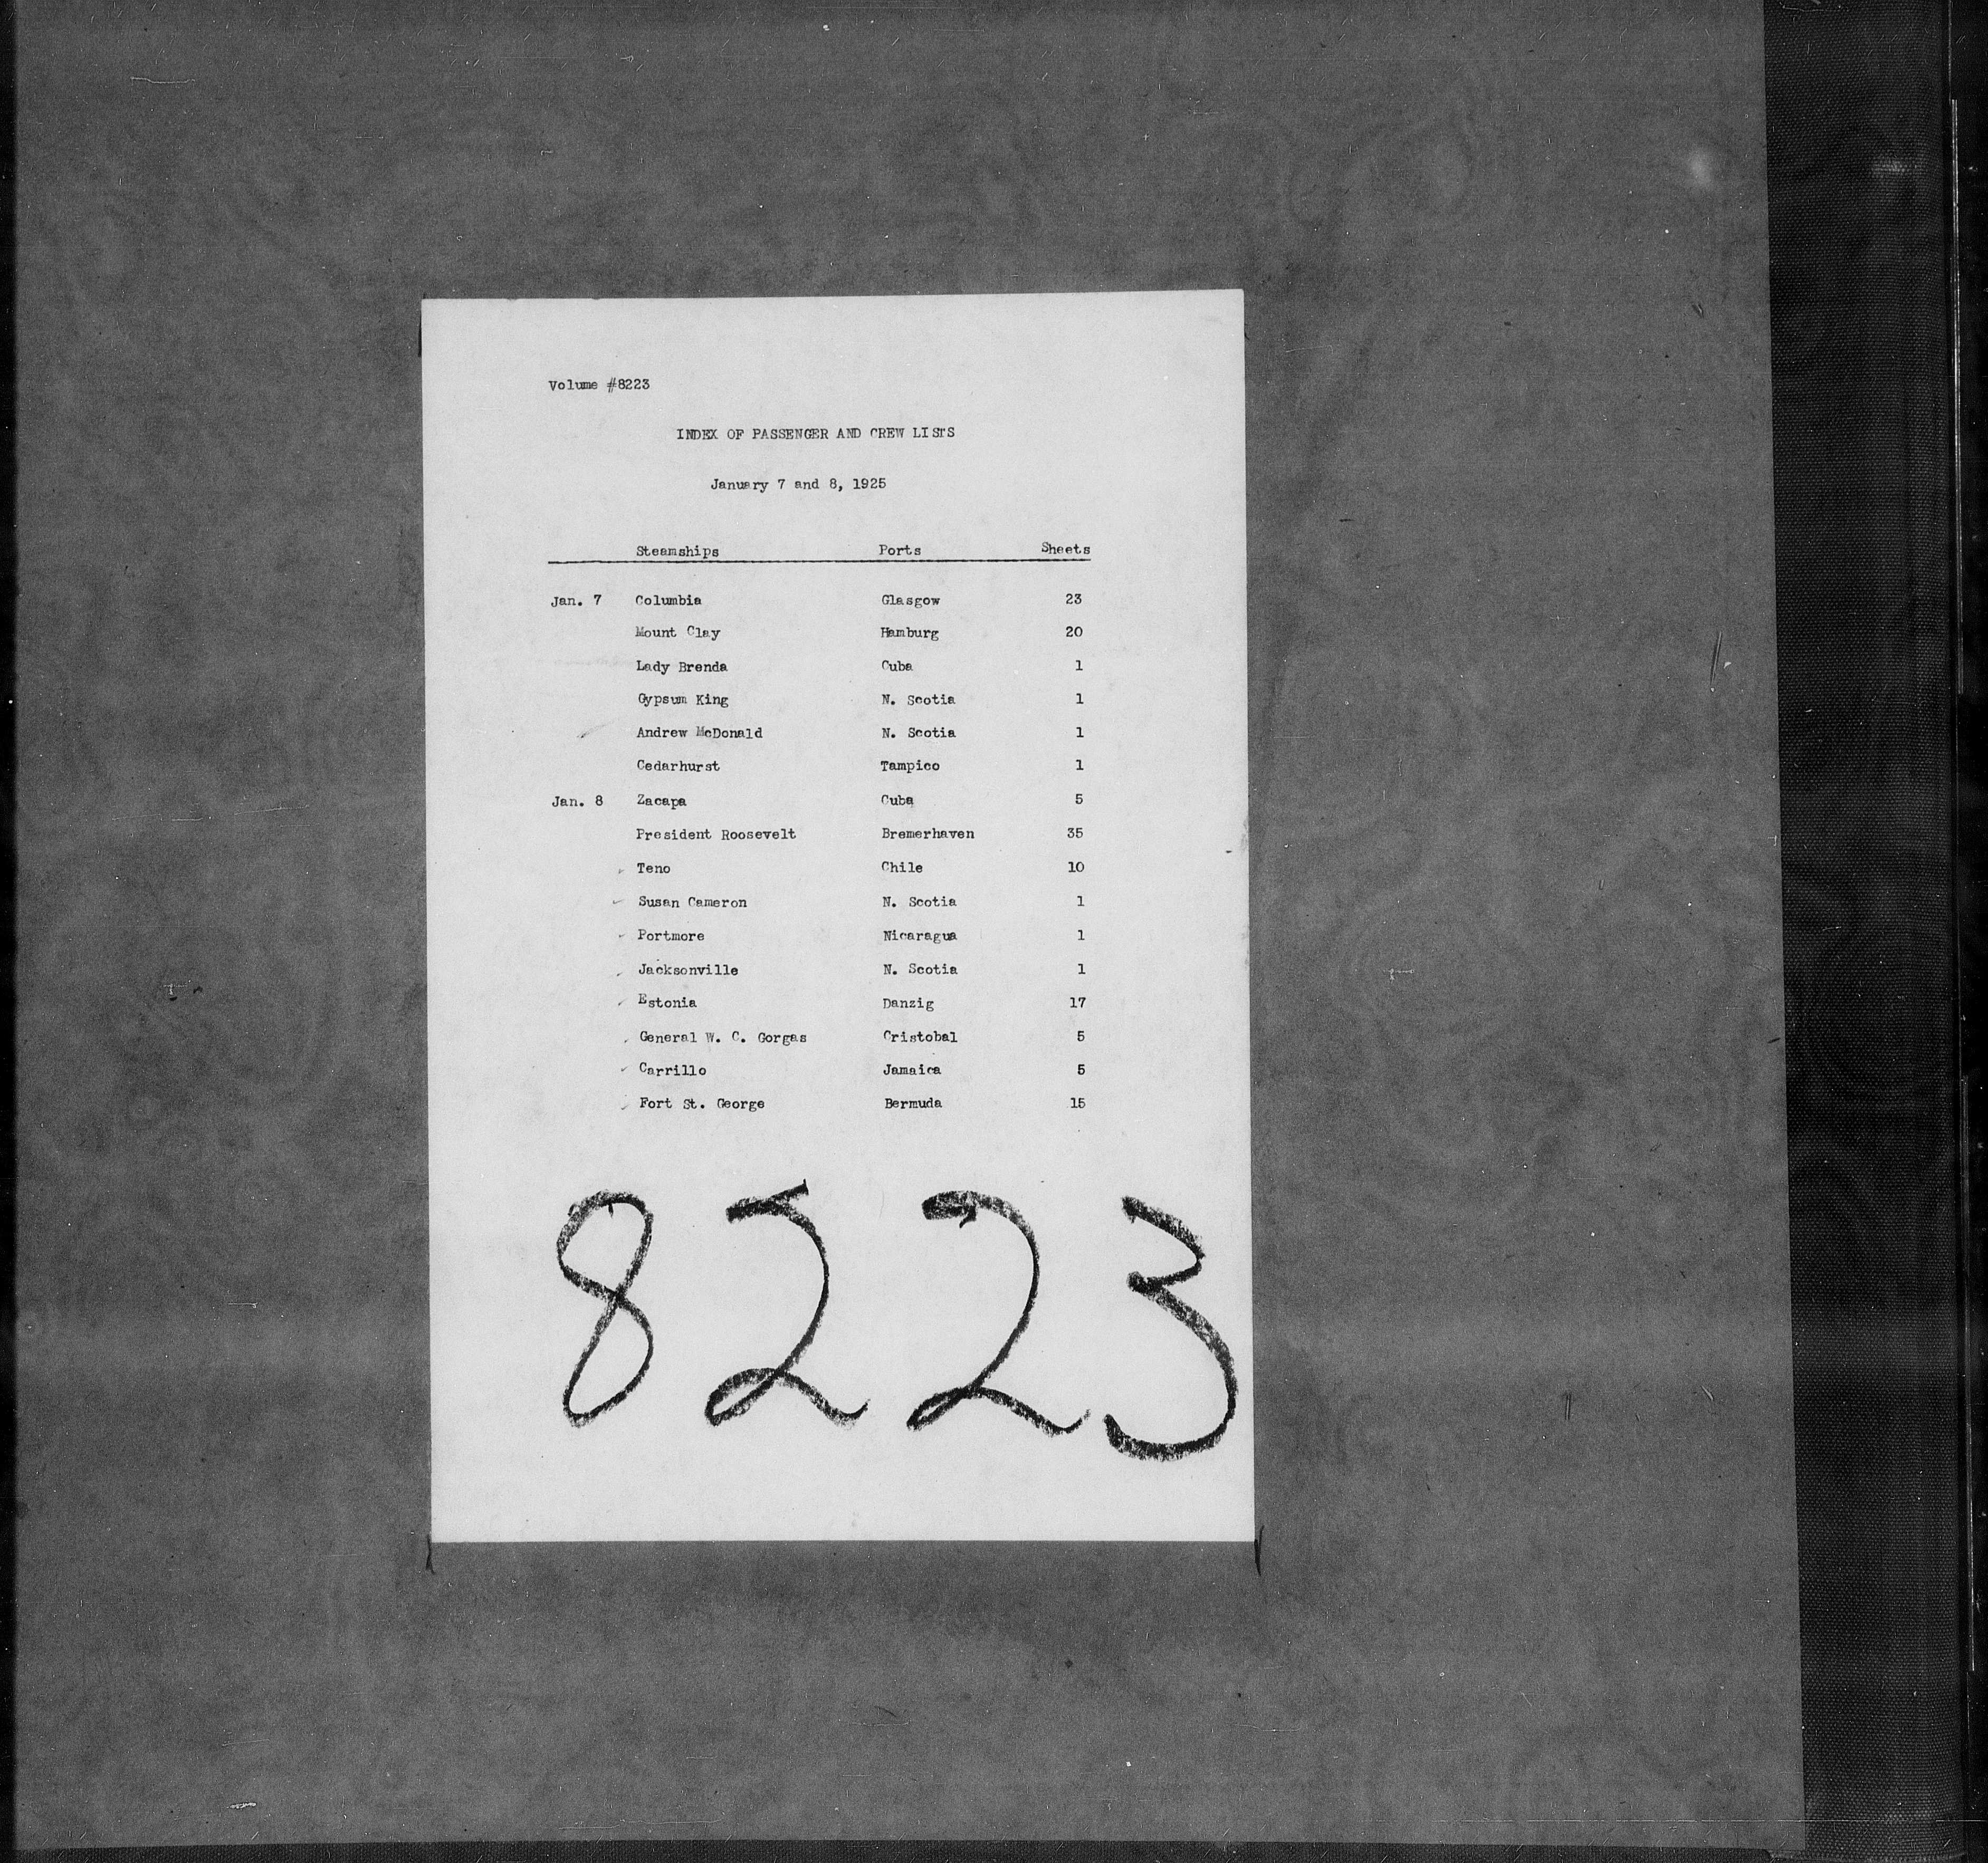 Volume #8223
INDEX OF PASSENGER AND CREW LISTS
January 7 and 8, 1925
Steamships Ports Sheets
Jan. 7 Columbia Glasgow 23
Mount Clay Hamburg 20
Lady Brenda Cuba 1
Gypsum King N. Scotia 1
Andrew McDonald N. Scotia 1
Cedarhurst Tampico 1
Jan. 8 Zacapa Cuba 5
President Roosevelt Bremerhaven 35
Teno Chile 10
Susan Cameron N. Scotia 1
Portmore Nicaragua 1
Jacksonville N. Scotia 1
Estonia Danzig 17
General W. C. Gorgas Cristobal 5
Carrillo Jamaica 5
Fort St. George Bermuda 15
8223